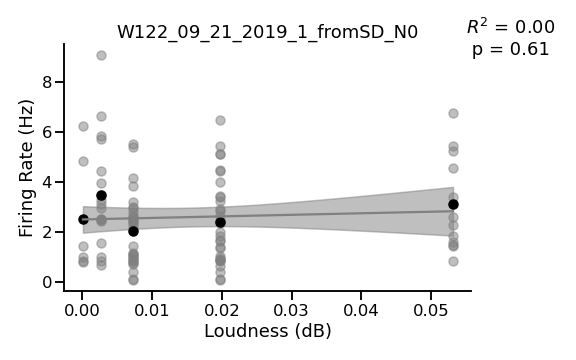 W122_09_21_2019_1_fromSD_N0
R² = 0.00
p = 0.61
Firing Rate (Hz)
8
6
4
2
0
0.00 0.01 0.02 0.03 0.04 0.05
Loudness (dB)